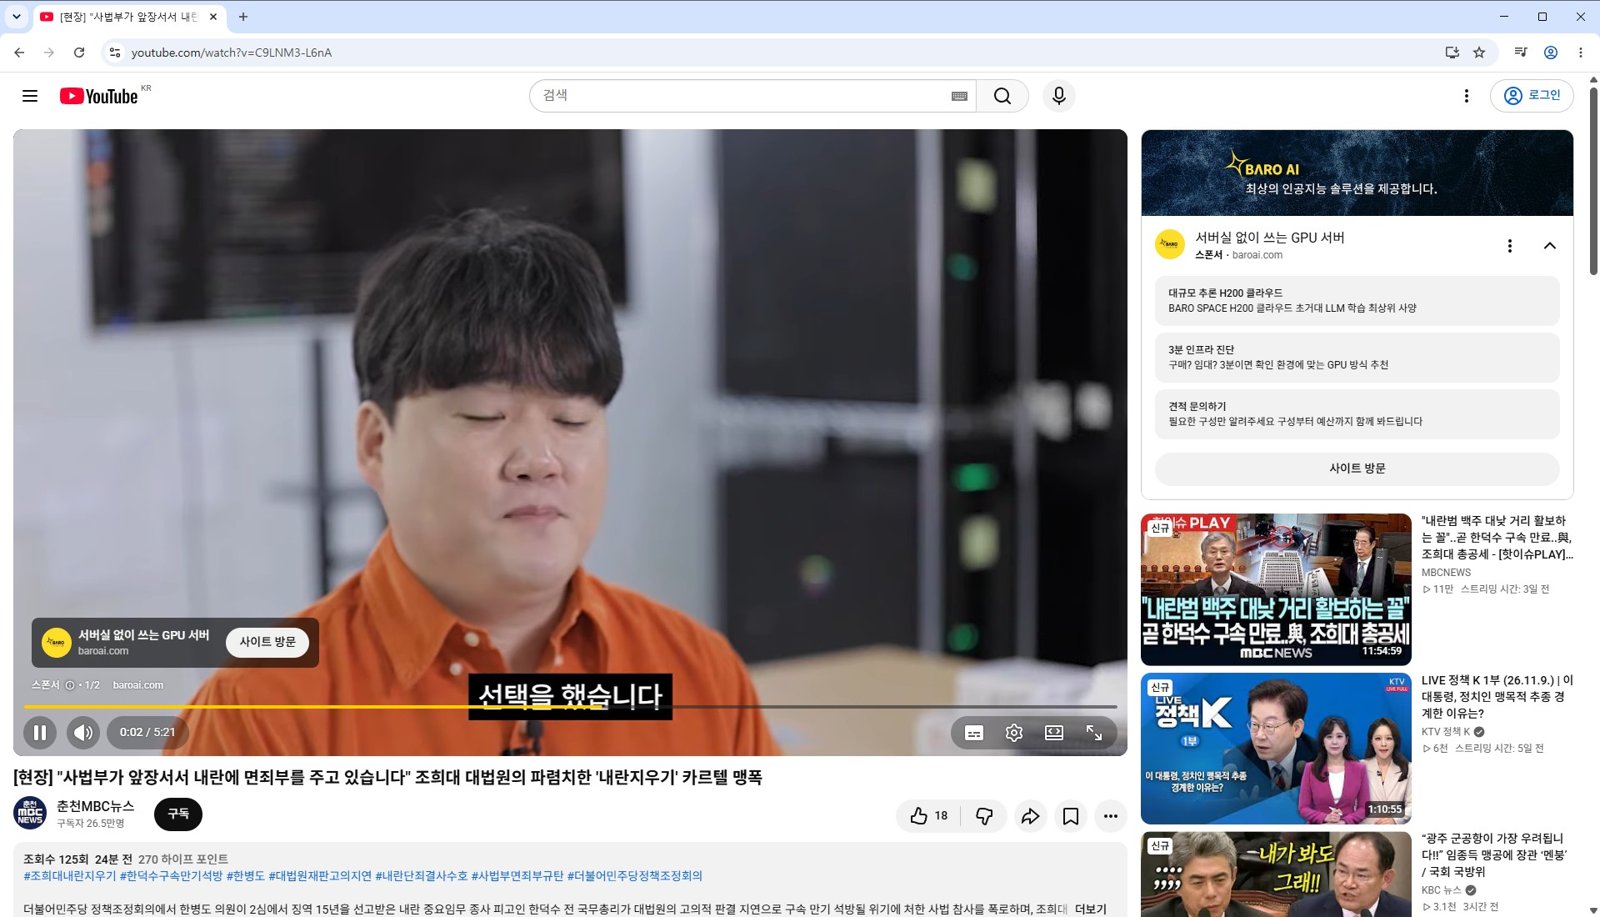 [현장] "사법부가 앞장서서 내란
youtube.com/watch?v=C9LNM3-L6nA
YouTube KR
검색
로그인
서버실 없이 쓰는 GPU 서버
baroai.com
사이트 방문
스폰서 · 1/2 baroai.com
선택을 했습니다
0:02 / 5:21
[현장] "사법부가 앞장서서 내란에 면죄부를 주고 있습니다" 조희대 대법원의 파렴치한 '내란지우기' 카르텔 맹폭
춘천 MBC NEWS
춘천MBC뉴스
구독자 26.5만명
구독
18
조회수 125회 24분 전 270 하이프 포인트
#조희대내란지우기 #한덕수구속만기석방 #한병도 #대법원재판고의지연 #내란단죄결사수호 #사법부면죄부규탄 #더불어민주당정책조정회의
더불어민주당 정책조정회의에서 한병도 의원이 2심에서 징역 15년을 선고받은 내란 중요임무 종사 피고인 한덕수 전 국무총리가 대법원의 고의적 판결 지연으로 구속 만기 석방될 위기에 처한 사법 참사를 폭로하며, 조희대 더보기
BARO AI
최상의 인공지능 솔루션을 제공합니다.
서버실 없이 쓰는 GPU 서버
스폰서 · baroai.com
대규모 추론 H200 클라우드
BARO SPACE H200 클라우드 초거대 LLM 학습 최상위 사양
3분 인프라 진단
구매? 임대? 3분이면 확인 환경에 맞는 GPU 방식 추천
견적 문의하기
필요한 구성만 알려주세요 구성부터 예산까지 함께 봐드립니다
사이트 방문
신규
핫이슈 PLAY
"내란범 백주 대낮 거리 활보하는 꼴"
곧 한덕수 구속 만료..與, 조희대 총공세
MBC NEWS
11:54:59
"내란범 백주 대낮 거리 활보하
는 꼴"..곧 한덕수 구속 만료..與,
조희대 총공세 - [핫이슈PLAY]...
MBCNEWS
11만 스트리밍 시간: 3일 전
신규
KTV
LIVE FULL
LIVE
정책K
1부
이 대통령, 정치인 맹목적 추종
경계한 이유는?
1:10:55
LIVE 정책 K 1부 (26.11.9.) | 이
대통령, 정치인 맹목적 추종 경
계한 이유는?
KTV 정책 K
6천 스트리밍 시간: 5일 전
신규
내가 봐도
그래!!
"광주 군공항이 가장 우려됩니
다!!" 임종득 맹공에 장관 '멘붕'
/ 국회 국방위
KBC 뉴스
3.1천 3시간 전